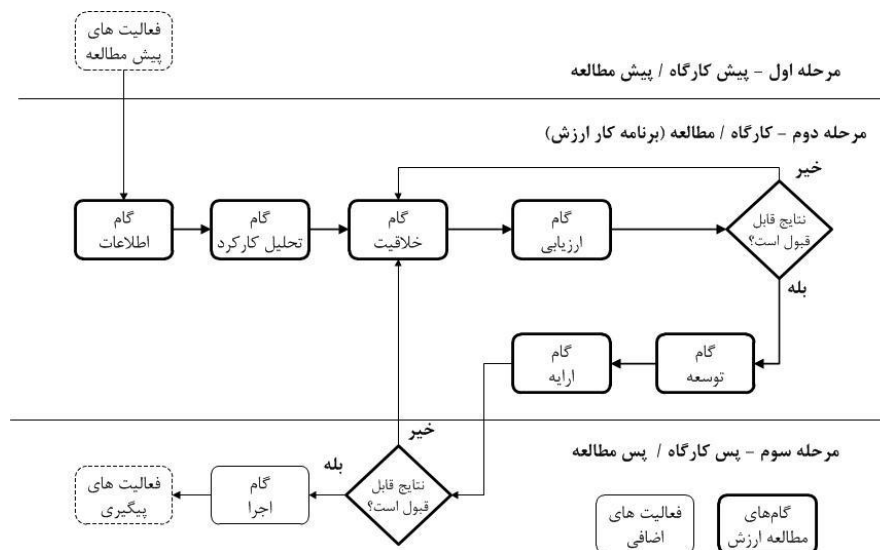 فعالیت های
پیش مطالعه
مرحله اول - پیش کارگاه / پیش مطالعه
مرحله دوم - کارگاه / مطالعه (برنامه کار ارزش)
خیر
گام
اطلاعات
گام
تحلیل کارکرد
گام
خلاقیت
گام
ارزیابی
نتایج قابل
قبول است؟
بله
گام
توسعه
گام
ارایه
مرحله سوم - پس کارگاه / پس مطالعه
خیر
بله
نتایج قابل
قبول است؟
گام
اجرا
فعالیت های
پیگیری
گام‌های
مطالعه ارزش
فعالیت های
اضافی